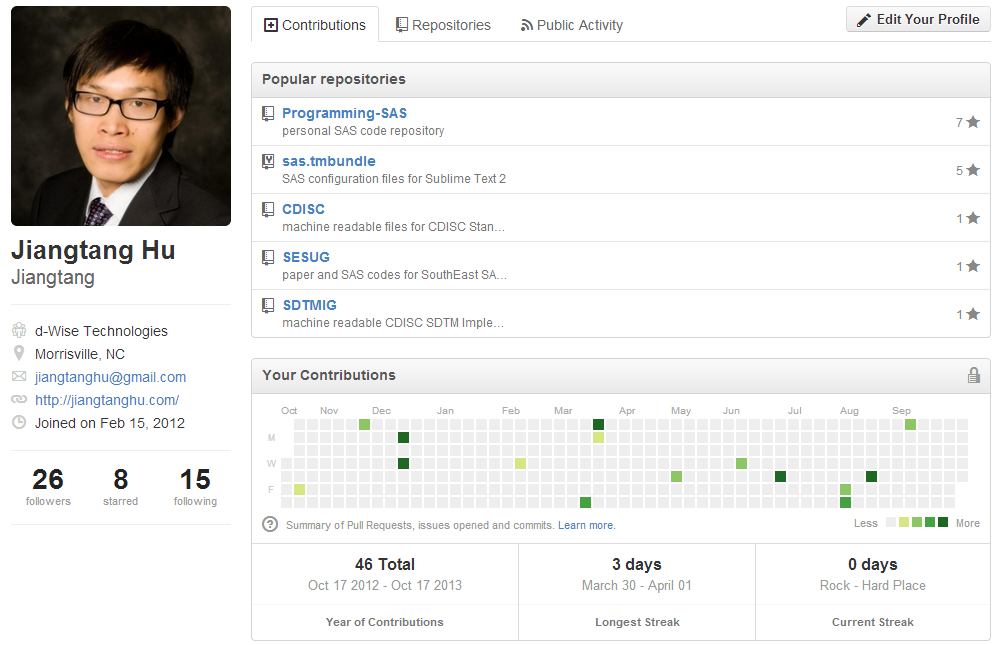 Contributions
Repositories
Public Activity
Edit Your Profile
Jiangtang Hu
Jiangtang
d-Wise Technologies
Morrisville, NC
jiangtanghu@gmail.com
http://jiangtanghu.com/
Joined on Feb 15, 2012
26 8 15
followers starred following
Popular repositories
Programming-SAS
personal SAS code repository
7
sas.tmbundle
SAS configuration files for Sublime Text 2
5
CDISC
machine readable files for CDISC Stan...
1
SESUG
paper and SAS codes for SouthEast SA...
1
SDTMIG
machine readable CDISC SDTM Imple...
1
Your Contributions
Oct Nov Dec Jan Feb Mar Apr May Jun Jul Aug Sep
M
W
F
? Summary of Pull Requests, issues opened and commits. Learn more.
Less More
46 Total
Oct 17 2012 - Oct 17 2013
Year of Contributions
3 days
March 30 - April 01
Longest Streak
0 days
Rock - Hard Place
Current Streak